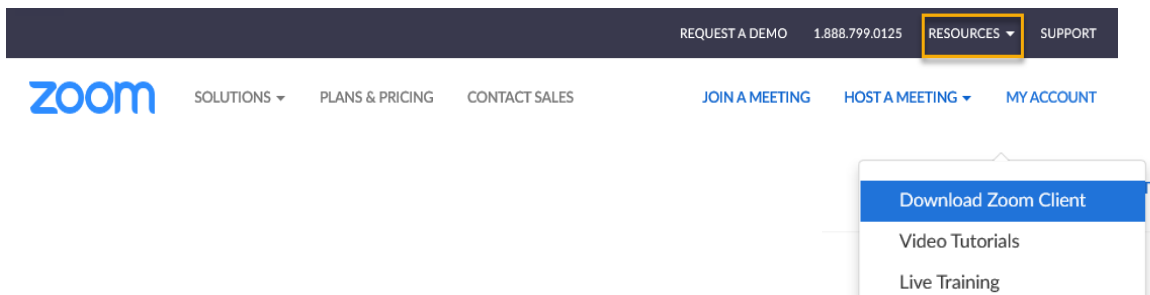 REQUEST A DEMO 1.888.799.0125 RESOURCES SUPPORT
zoom SOLUTIONS PLANS & PRICING CONTACT SALES JOIN A MEETING HOST A MEETING MY ACCOUNT
Download Zoom Client
Video Tutorials
Live Training